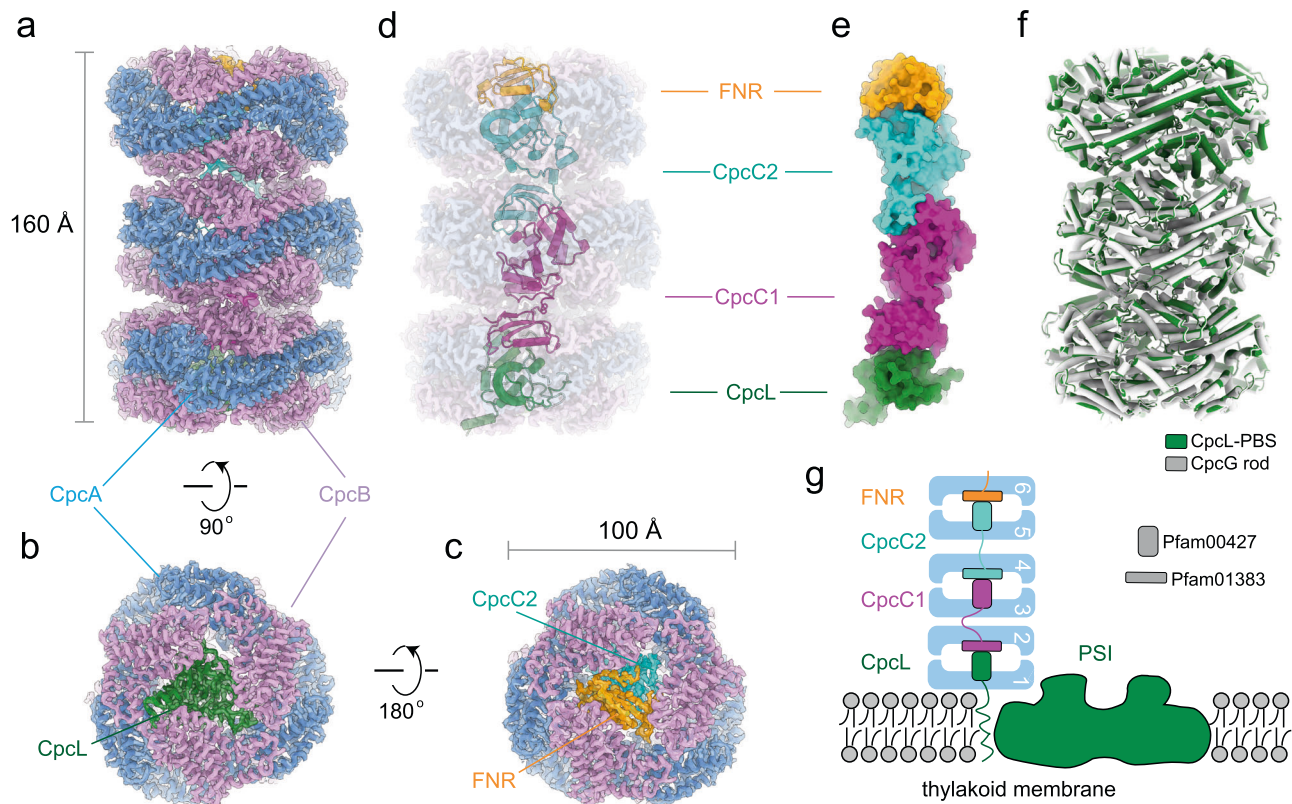 a
d
e
f
160 Å
FNR
CpcC2
CpcC1
CpcL
CpcL-PBS
CpcG rod
CpcA
90°
CpcB
b
c
100 Å
CpcC2
CpcL
180°
FNR
g
FNR
CpcC2
CpcC1
CpcL
6
5
4
3
2
1
PSI
Pfam00427
Pfam01383
thylakoid membrane